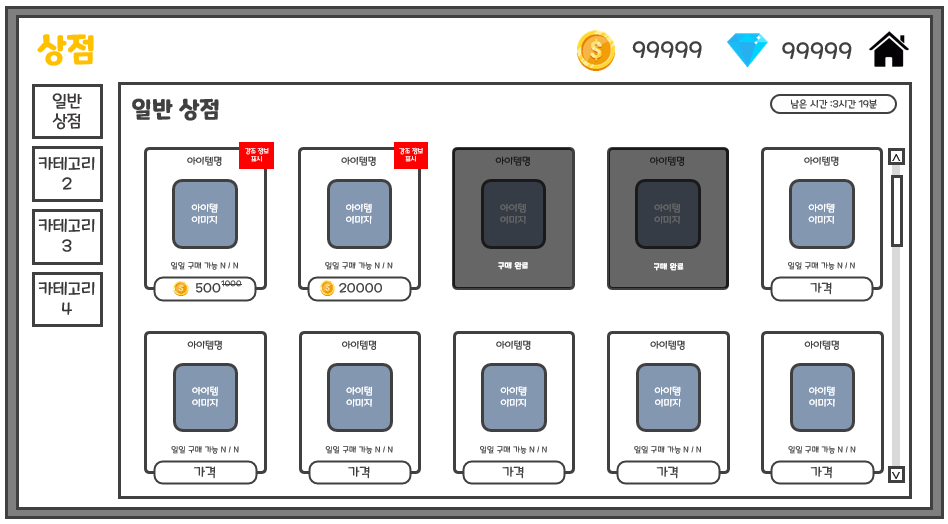 상점
99999
99999
일반
상점
카테고리
2
카테고리
3
카테고리
4
일반 상점
남은 시간 :3시간 19분
아이템명
강조 정보
표시
아이템
이미지
일일 구매 가능 N / N
500 1000
아이템명
강조 정보
표시
아이템
이미지
일일 구매 가능 N / N
20000
아이템명
아이템
이미지
구매 완료
아이템명
아이템
이미지
구매 완료
아이템명
아이템
이미지
일일 구매 가능 N / N
가격
아이템명
아이템
이미지
일일 구매 가능 N / N
가격
아이템명
아이템
이미지
일일 구매 가능 N / N
가격
아이템명
아이템
이미지
일일 구매 가능 N / N
가격
아이템명
아이템
이미지
일일 구매 가능 N / N
가격
아이템명
아이템
이미지
일일 구매 가능 N / N
가격